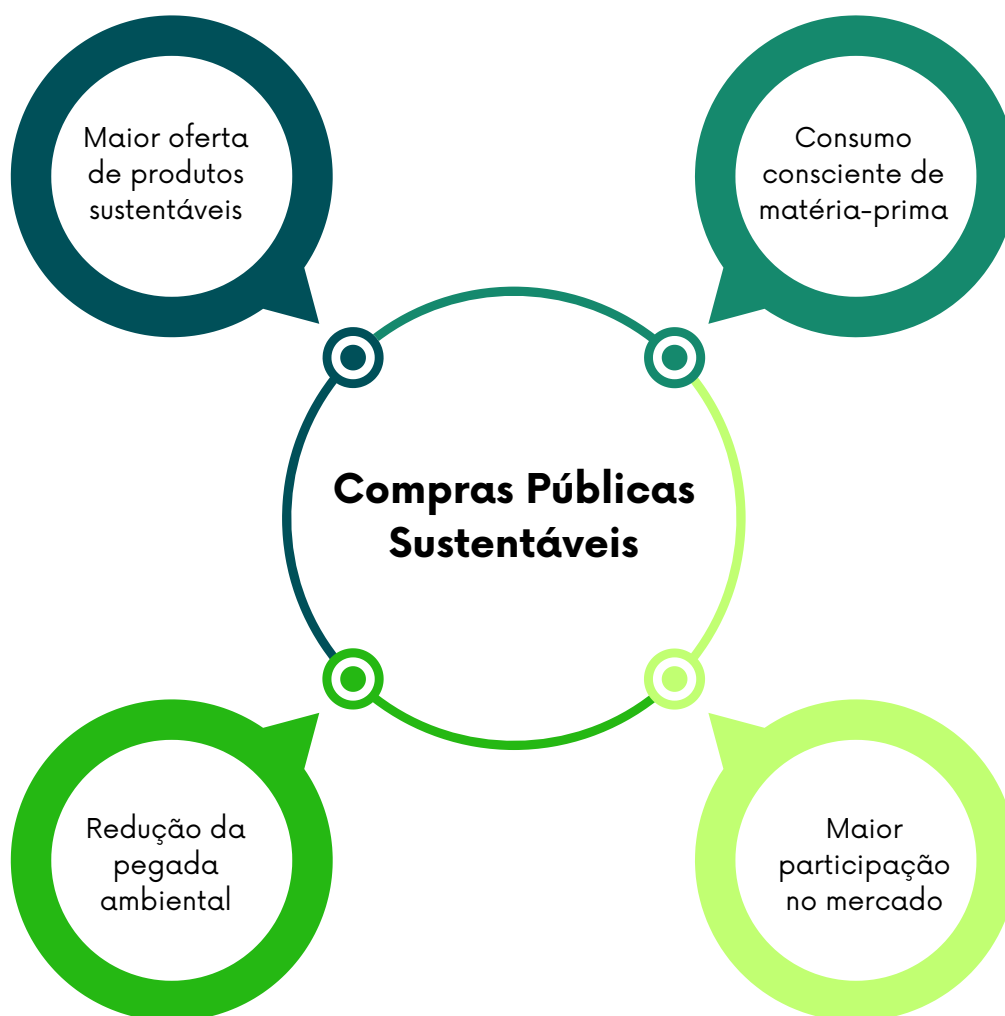 Maior oferta
de produtos
sustentáveis
Consumo
consciente de
matéria-prima
Compras Públicas
Sustentáveis
Redução da
pegada
ambiental
Maior
participação
no mercado